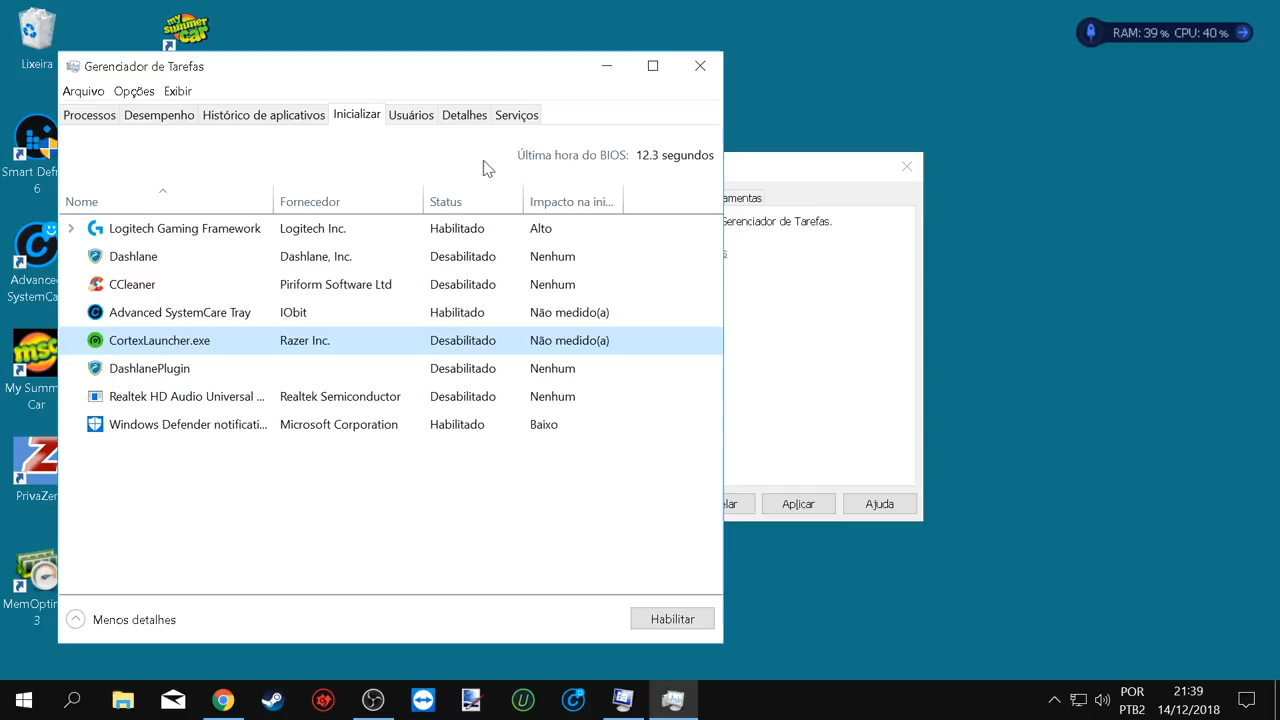 Lixeira
my summer car
RAM: 39 % CPU: 40 %
Gerenciador de Tarefas
Arquivo Opções Exibir
Processos Desempenho Histórico de aplicativos Inicializar Usuários Detalhes Serviços
Última hora do BIOS: 12.3 segundos
Nome Fornecedor Status Impacto na ini...
Logitech Gaming Framework Logitech Inc. Habilitado Alto
Dashlane Dashlane, Inc. Desabilitado Nenhum
CCleaner Piriform Software Ltd Desabilitado Nenhum
Advanced SystemCare Tray IObit Habilitado Não medido(a)
CortexLauncher.exe Razer Inc. Desabilitado Não medido(a)
DashlanePlugin Desabilitado Nenhum
Realtek HD Audio Universal ... Realtek Semiconductor Desabilitado Nenhum
Windows Defender notificati... Microsoft Corporation Habilitado Baixo
Menos detalhes
Habilitar
amentas
Gerenciador de Tarefas.
s
elar Aplicar Ajuda
Smart Defr
6
Advance
SystemCa
msc
My Summ
Car
PrivaZer
MemOptim
3
POR
PTB2
21:39
14/12/2018